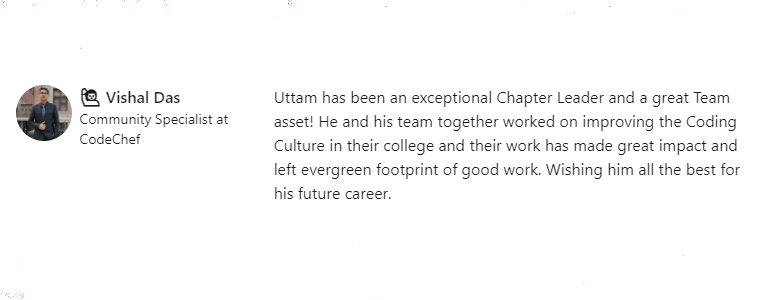 Vishal Das
Community Specialist at
CodeChef
Uttam has been an exceptional Chapter Leader and a great Team
asset! He and his team together worked on improving the Coding
Culture in their college and their work has made great impact and
left evergreen footprint of good work. Wishing him all the best for
his future career.